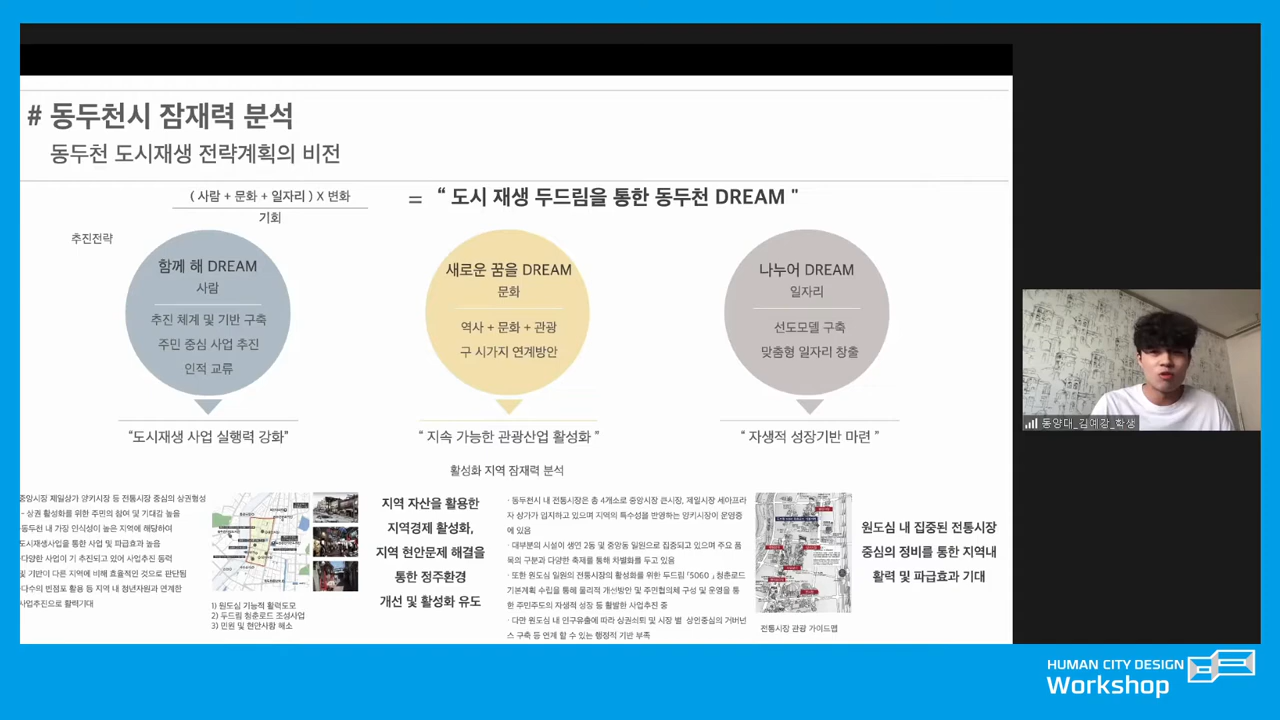 # 동두천시 잠재력 분석
동두천 도시재생 전략계획의 비전
( 사람 + 문화 + 일자리 ) X 변화
기회
= “ 도시 재생 두드림을 통한 동두천 DREAM "
추진전략
함께 해 DREAM
사람
추진 체계 및 기반 구축
주민 중심 사업 추진
인적 교류
“도시재생 사업 실행력 강화"
새로운 꿈을 DREAM
문화
역사 + 문화 + 관광
구 시가지 연계방안
“ 지속 가능한 관광산업 활성화 ”
나누어 DREAM
일자리
선도모델 구축
맞춤형 일자리 창출
“ 자생적 성장기반 마련 ”
활성화 지역 잠재력 분석
중앙시장 제일상가 양키시장 등 전통시장 중심의 상권형성
- 상권 활성화를 위한 주민의 참여 및 기대감 높음
동두천 내 가장 인식성이 높은 지역에 해당하여
도시재생사업을 통한 사업 및 파급효과 높음
다양한 사업이 기 추진되고 있어 사업추진 동력
및 기반이 다른 지역에 비해 효율적인 것으로 판단됨
다수의 빈점포 활용 등 지역 내 청년자원과 연계한
사업추진으로 활력기대
1) 원도심 기능적 활력도모
2) 두드림 청춘로드 조성사업
3) 민원 및 현안사항 해소
지역 자산을 활용한
지역경제 활성화,
지역 현안문제 해결을
통한 정주환경
개선 및 활성화 유도
· 동두천시 내 전통시장은 총 4개소로 중앙시장 큰시장, 제일시장 세아프라
자 상가가 입지하고 있으며 지역의 특수성을 반영하는 양키시장이 운영중
에 있음
· 대부분의 시설이 생연 2동 및 중앙동 일원으로 집중되고 있으며 주요 품
목의 구분과 다양한 축제를 통해 차별화를 두고 있음
· 또한 원도심 일원의 전통시장의 활성화를 위한 두드림「5060」청춘로드
기본계획 수립을 통해 물리적 개선방안 및 주민협의체 구성 및 운영을 통
한 주민주도의 자생적 성장 등 활발한 사업추진 중
· 다면 원도심 내 인구유출에 따라 상권쇠퇴 및 시장 별 상인중심의 거버넌
스 구축 등 연계 할 수 있는 행정적 기반 부족
전통시장 관광 가이드맵
원도심 내 집중된 전통시장
중심의 정비를 통한 지역내
활력 및 파급효과 기대
동양대_김예강_학생
HUMAN CITY DESIGN
Workshop